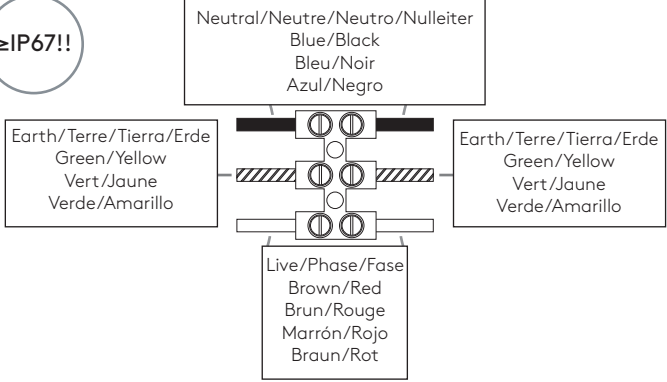 ≥IP67!!
Neutral/Neutre/Neutro/Nulleiter
Blue/Black
Bleu/Noir
Azul/Negro
Earth/Terre/Tierra/Erde
Green/Yellow
Vert/Jaune
Verde/Amarillo
Earth/Terre/Tierra/Erde
Green/Yellow
Vert/Jaune
Verde/Amarillo
Live/Phase/Fase
Brown/Red
Brun/Rouge
Marrón/Rojo
Braun/Rot